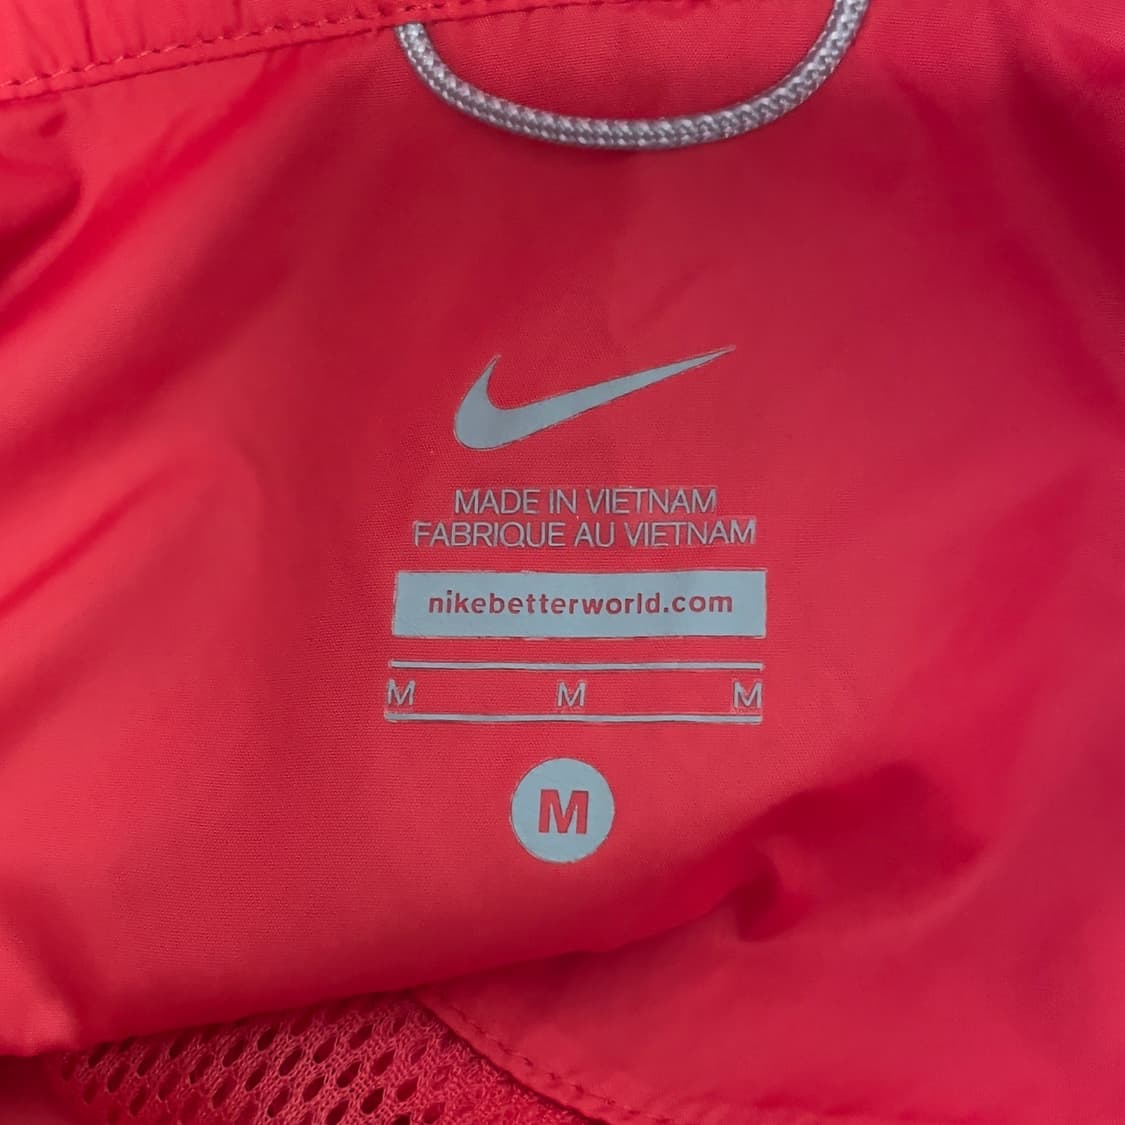 MADE IN VIETNAM
FABRIQUE AU VIETNAM
nikebetterworld.com
M M M
M